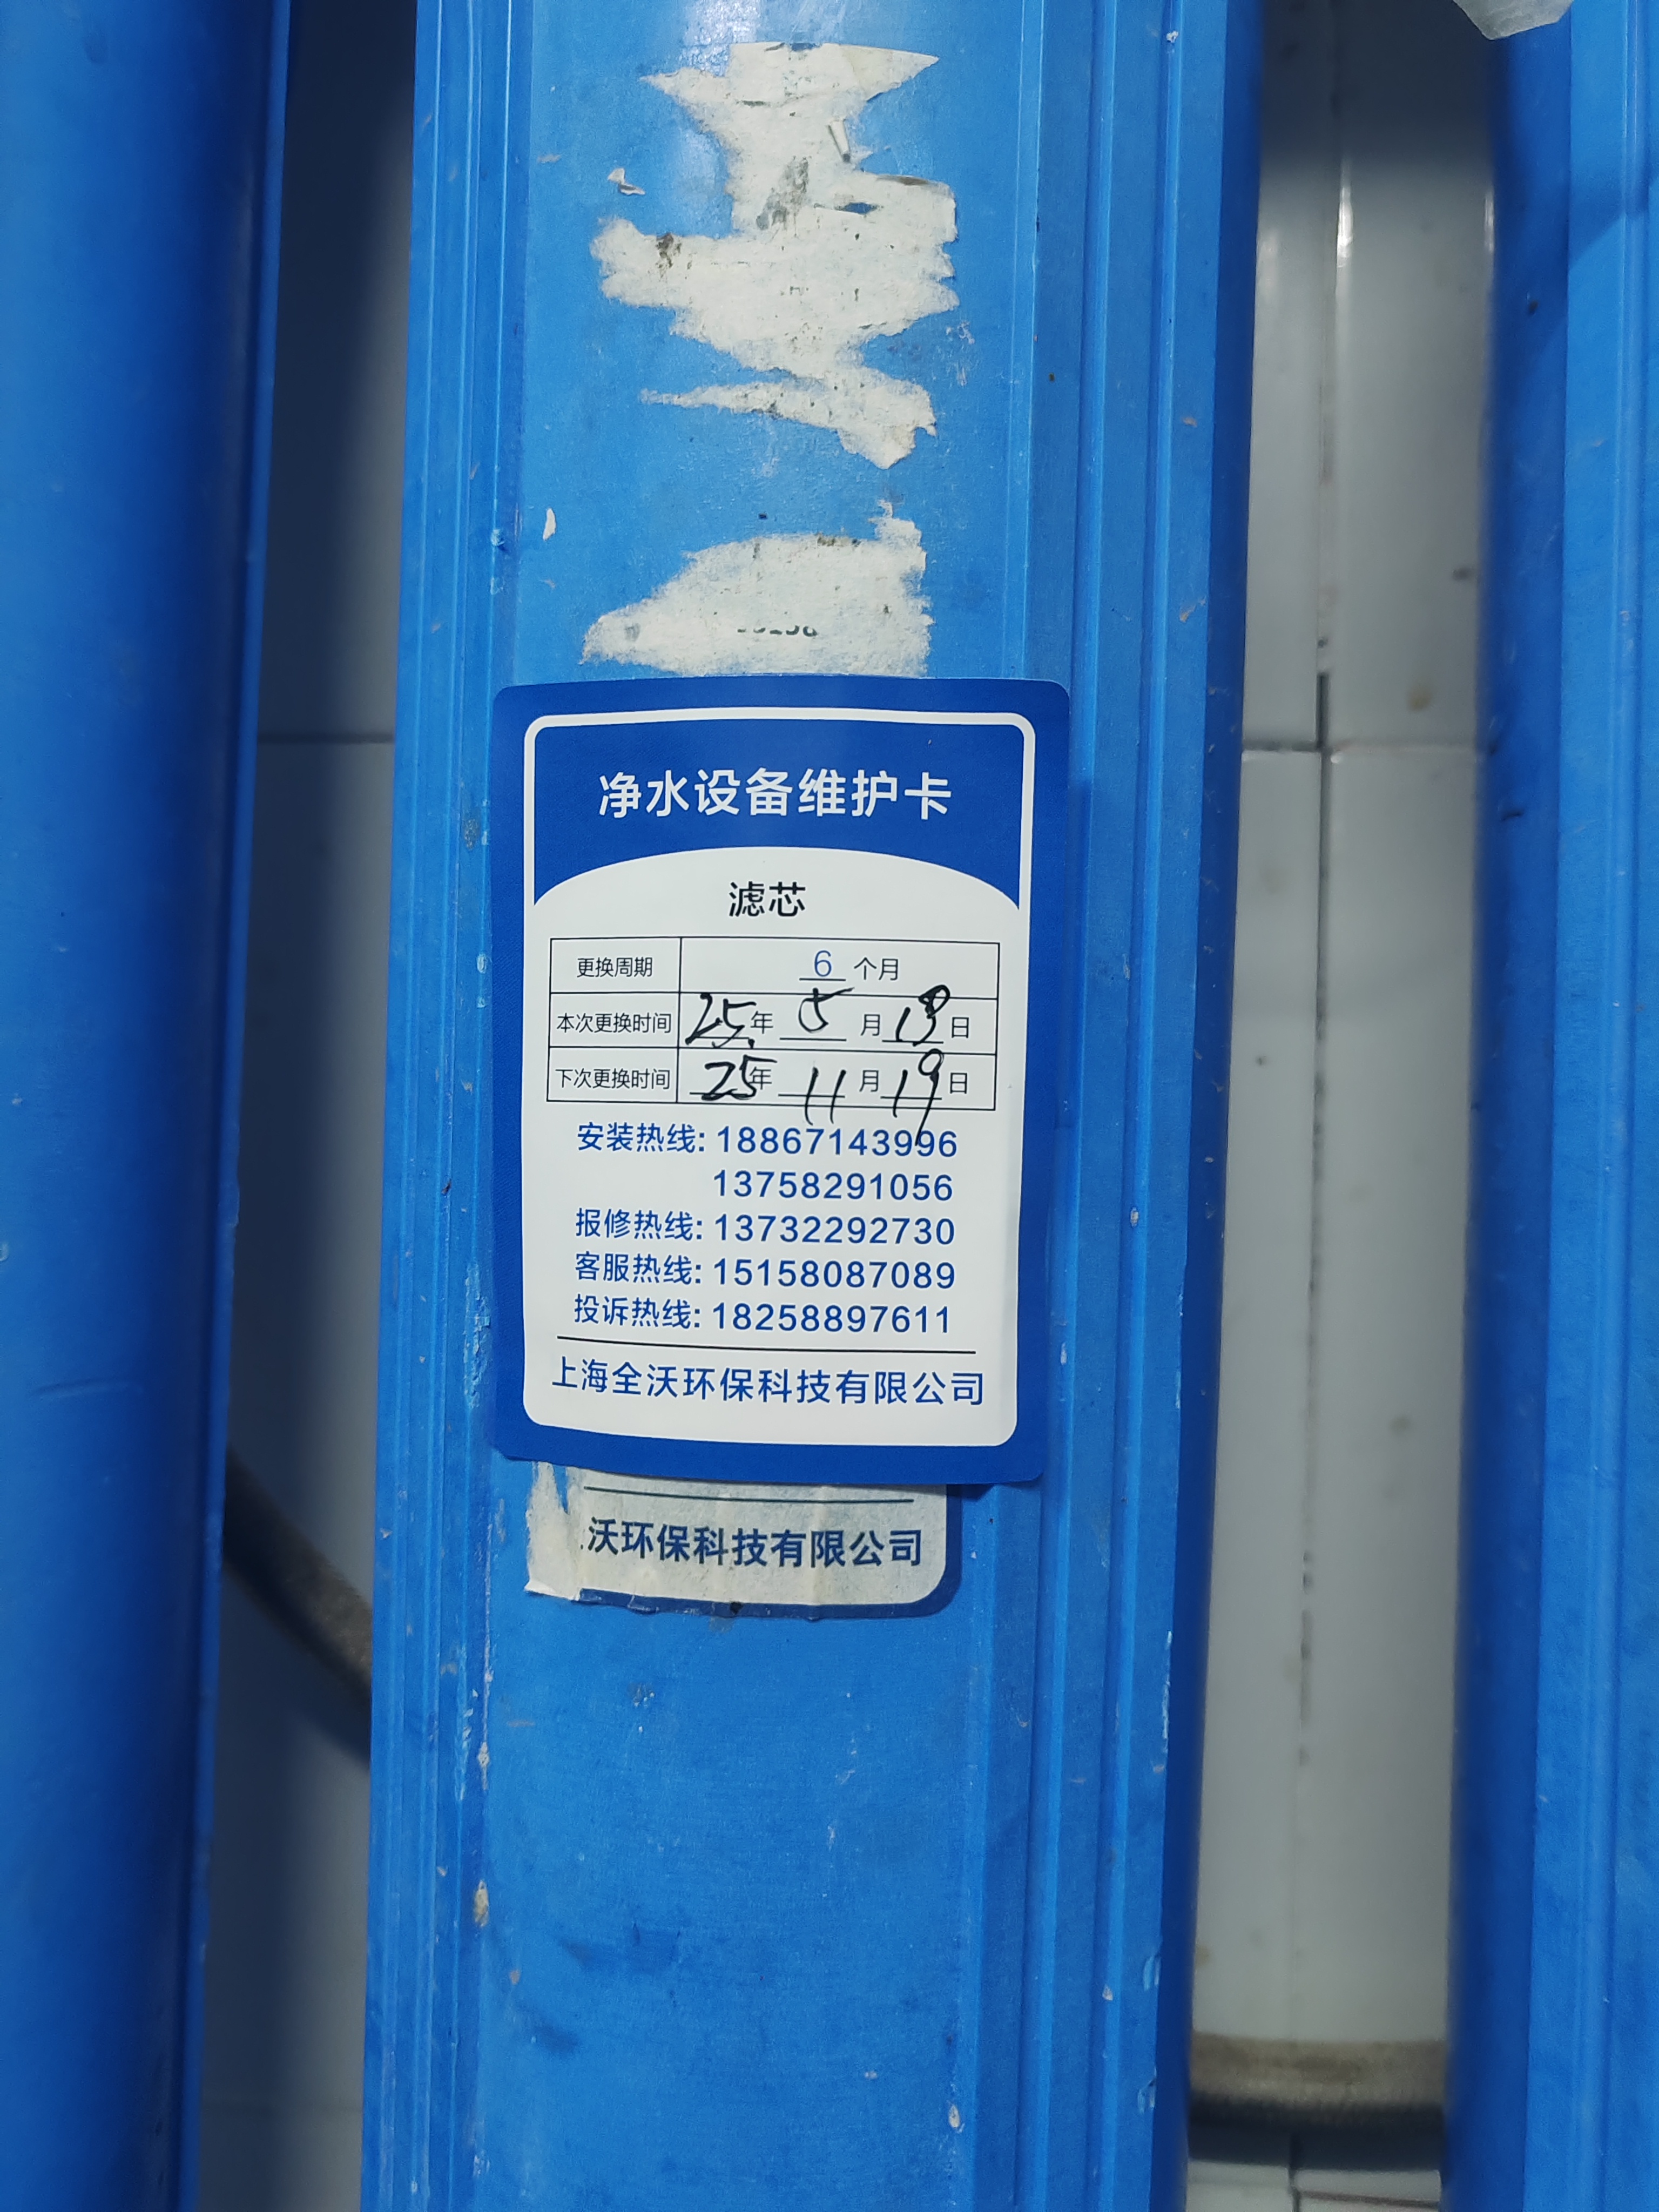 净水设备维护卡
滤芯
更换周期 6 个月
本次更换时间 25年 5 月 19 日
下次更换时间 25年 11 月 19 日
安装热线: 18867143996
13758291056
报修热线: 13732292730
客服热线: 15158087089
投诉热线: 18258897611
上海全沃环保科技有限公司
沃环保科技有限公司